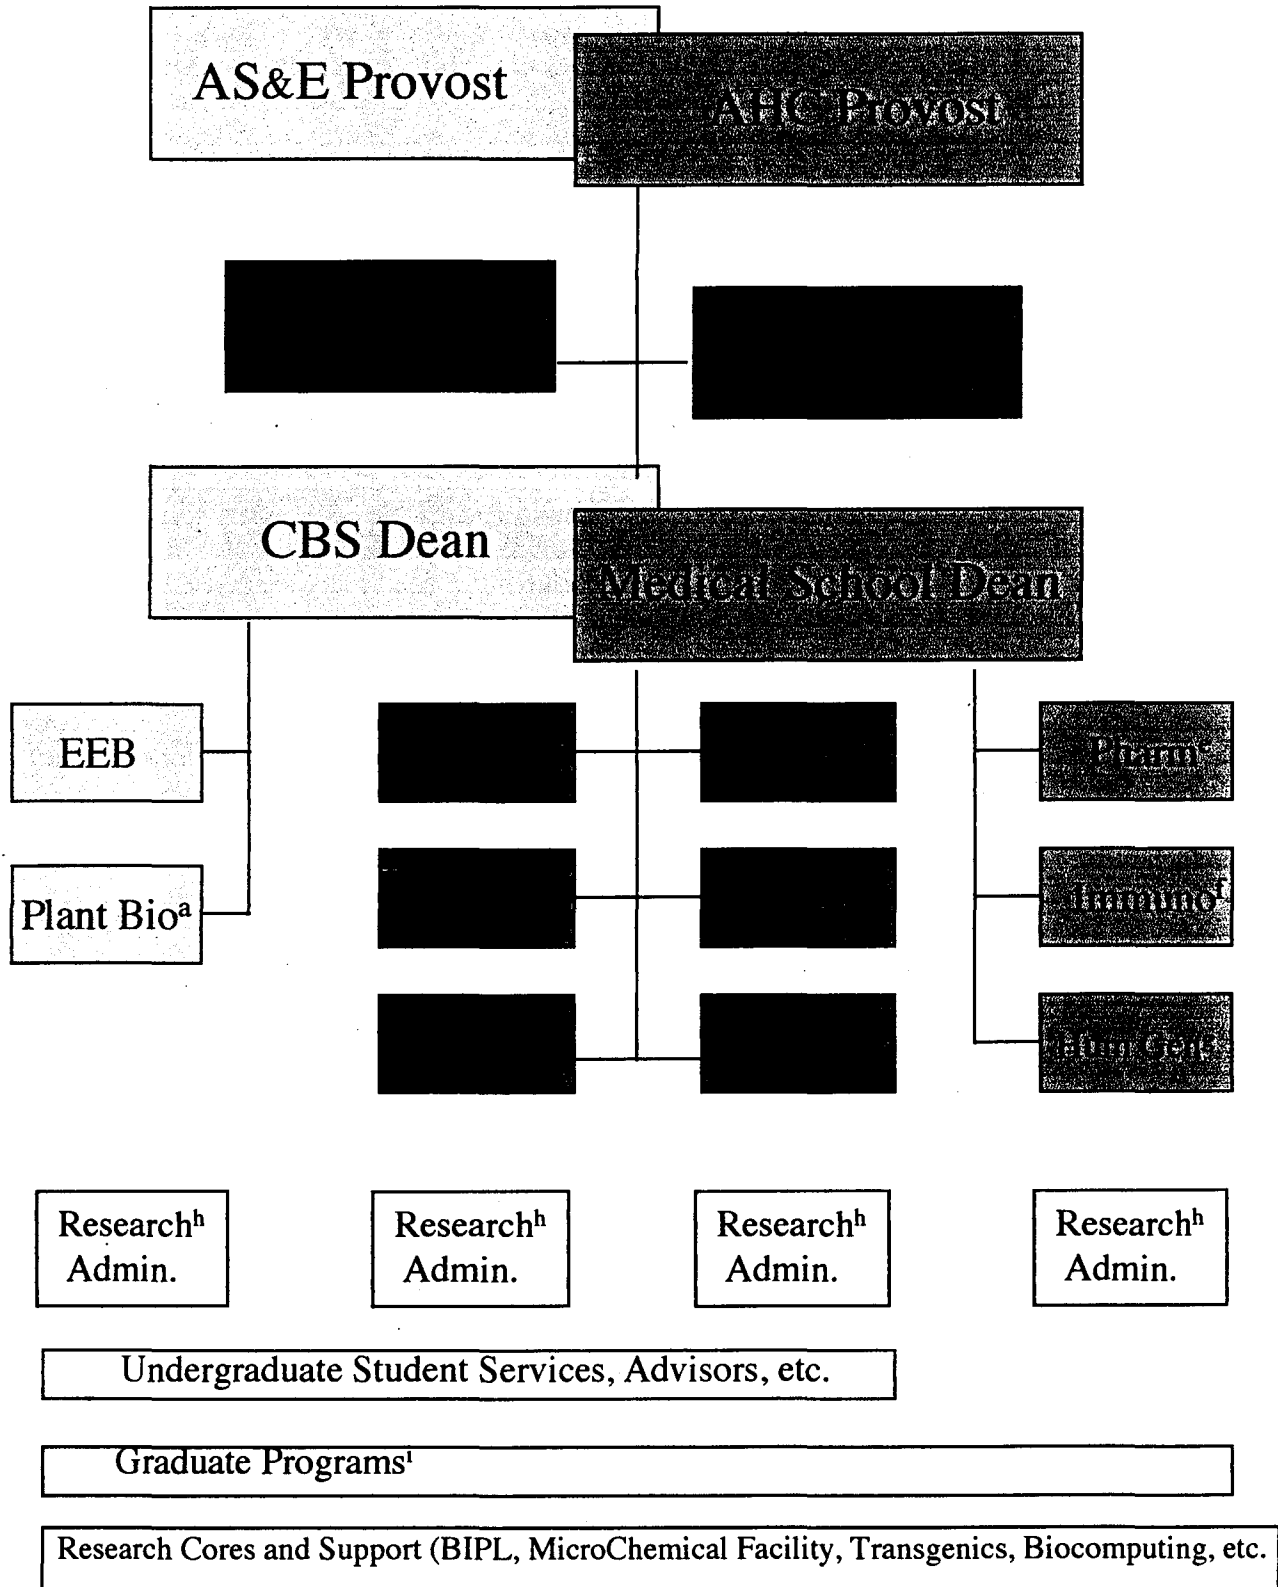 AS&E Provost
AHC Provost
CBS Dean
Medical School Dean
EEB
Pharm
Plant Bioᵃ
Immunoᶠ
Hum Gen
Researchʰ
Admin.
Researchʰ
Admin.
Researchʰ
Admin.
Researchʰ
Admin.
Undergraduate Student Services, Advisors, etc.
Graduate Programsⁱ
Research Cores and Support (BIPL, MicroChemical Facility, Transgenics, Biocomputing, etc.